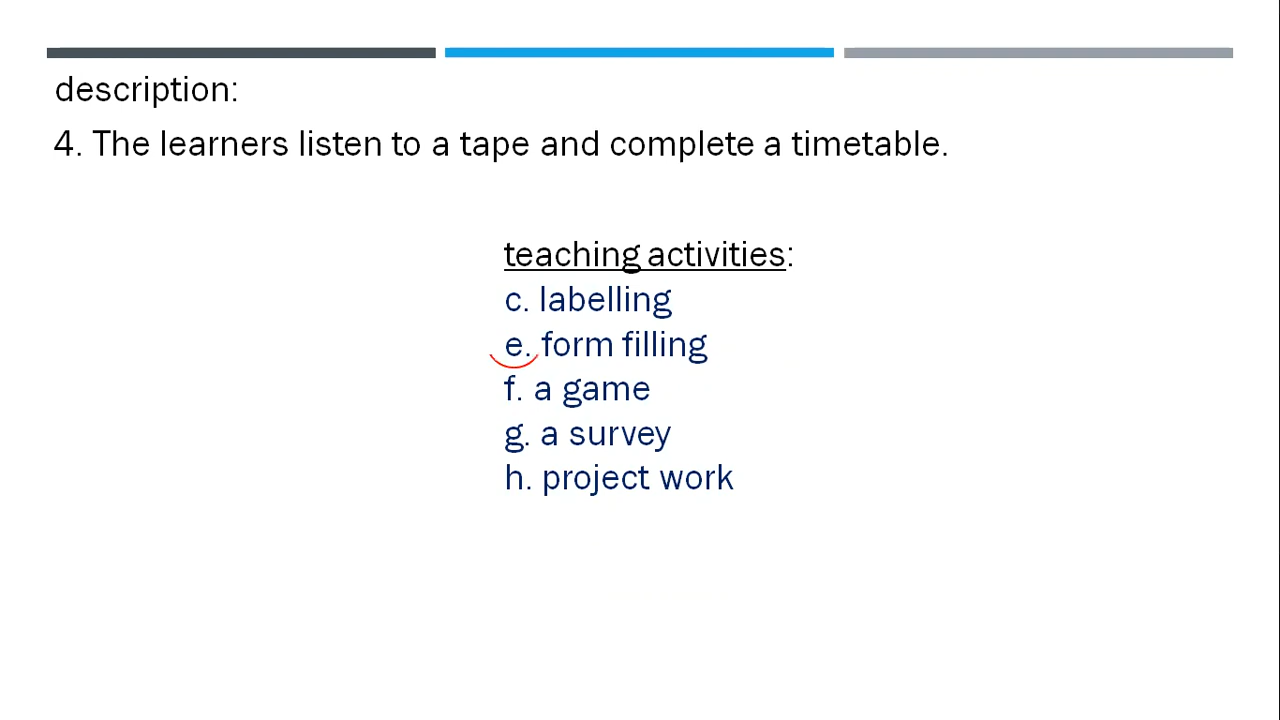 description:
4. The learners listen to a tape and complete a timetable.
teaching activities:
c. labelling
e. form filling
f. a game
g. a survey
h. project work